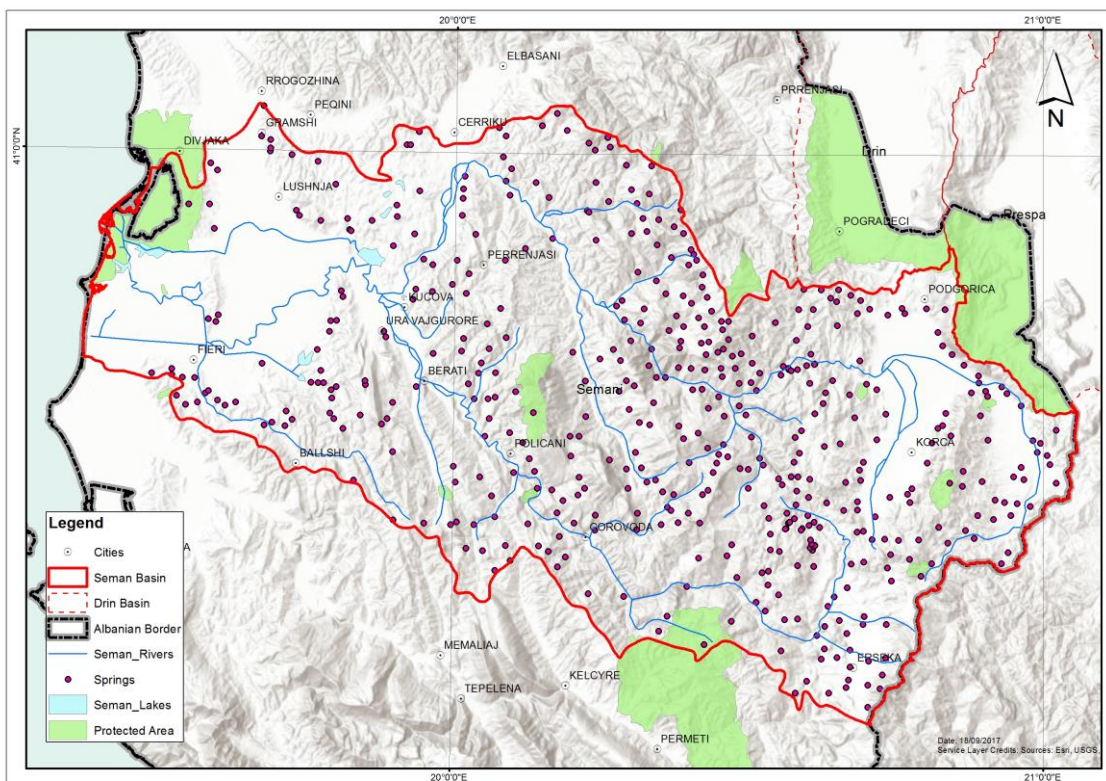 20°0'0"E
21°0'0"E
ELBASANI
RROGOZHINA
PEQINI
PRRENJASI
GRAMSHI
CERRIKU
N
41°0'0"N
DIVJAKA
41°0'0"N
Drin
LUSHNJA
Prespa
POGRADECI
PERRENJASI
KUCOVA
PODGORICA
URA VAJGURORE
FIERI
BERATI
Semani
POLICANI
KORCA
BALLSHI
COROVODA
Legend
Cities
Seman Basin
Drin Basin
Albanian Border
Seman_Rivers
Springs
Seman_Lakes
Protected Area
A
MEMALIAJ
ERSEKA
KELCYRE
TEPELENA
PERMETI
Date: 18/09/2017
Service Layer Credits: Sources: Esri, USGS,
20°0'0"E
21°0'0"E